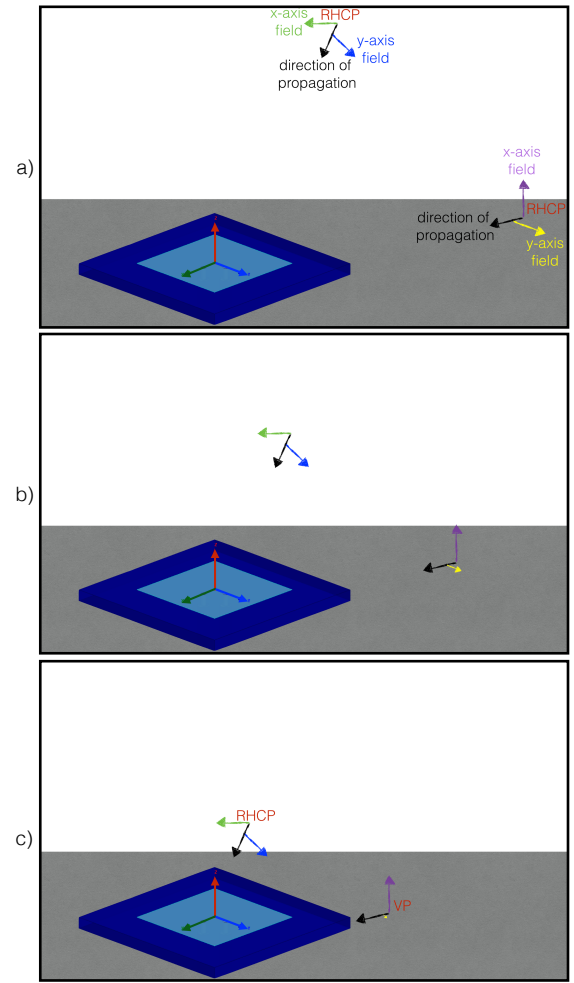 x-axis
field
RHCP
y-axis
field
direction of
propagation
a)
x-axis
field
RHCP
direction of
propagation
y-axis
field
b)
RHCP
c)
VP